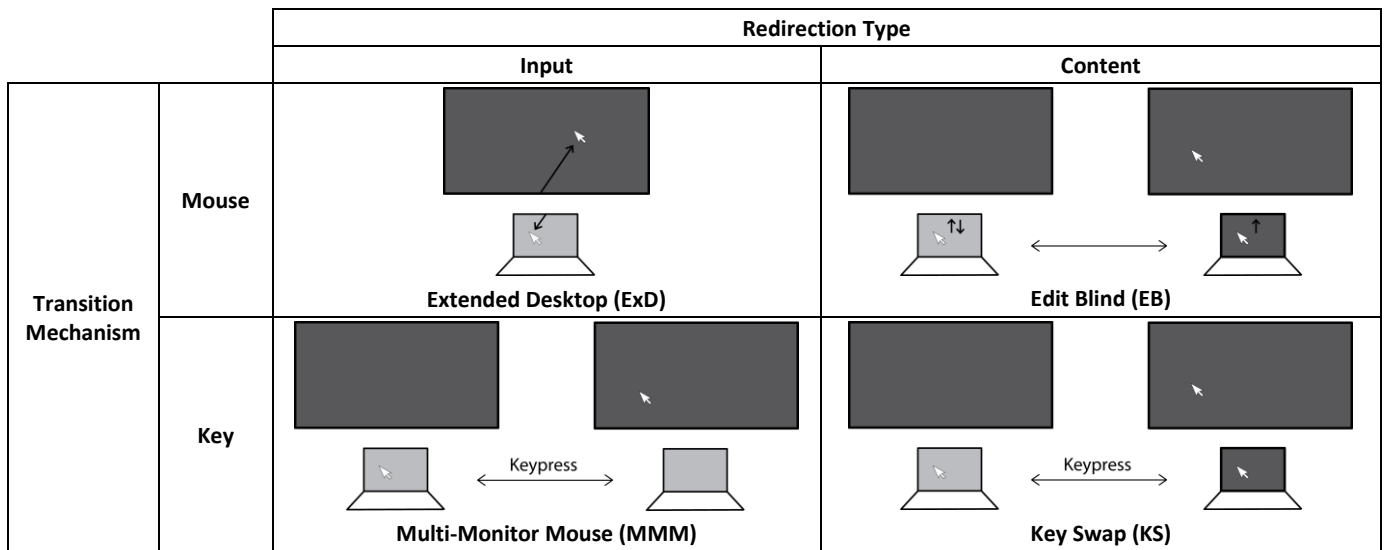 Redirection Type
Input
Content
Transition
Mechanism
Mouse
Extended Desktop (ExD)
Edit Blind (EB)
Key
Keypress
Multi-Monitor Mouse (MMM)
Keypress
Key Swap (KS)